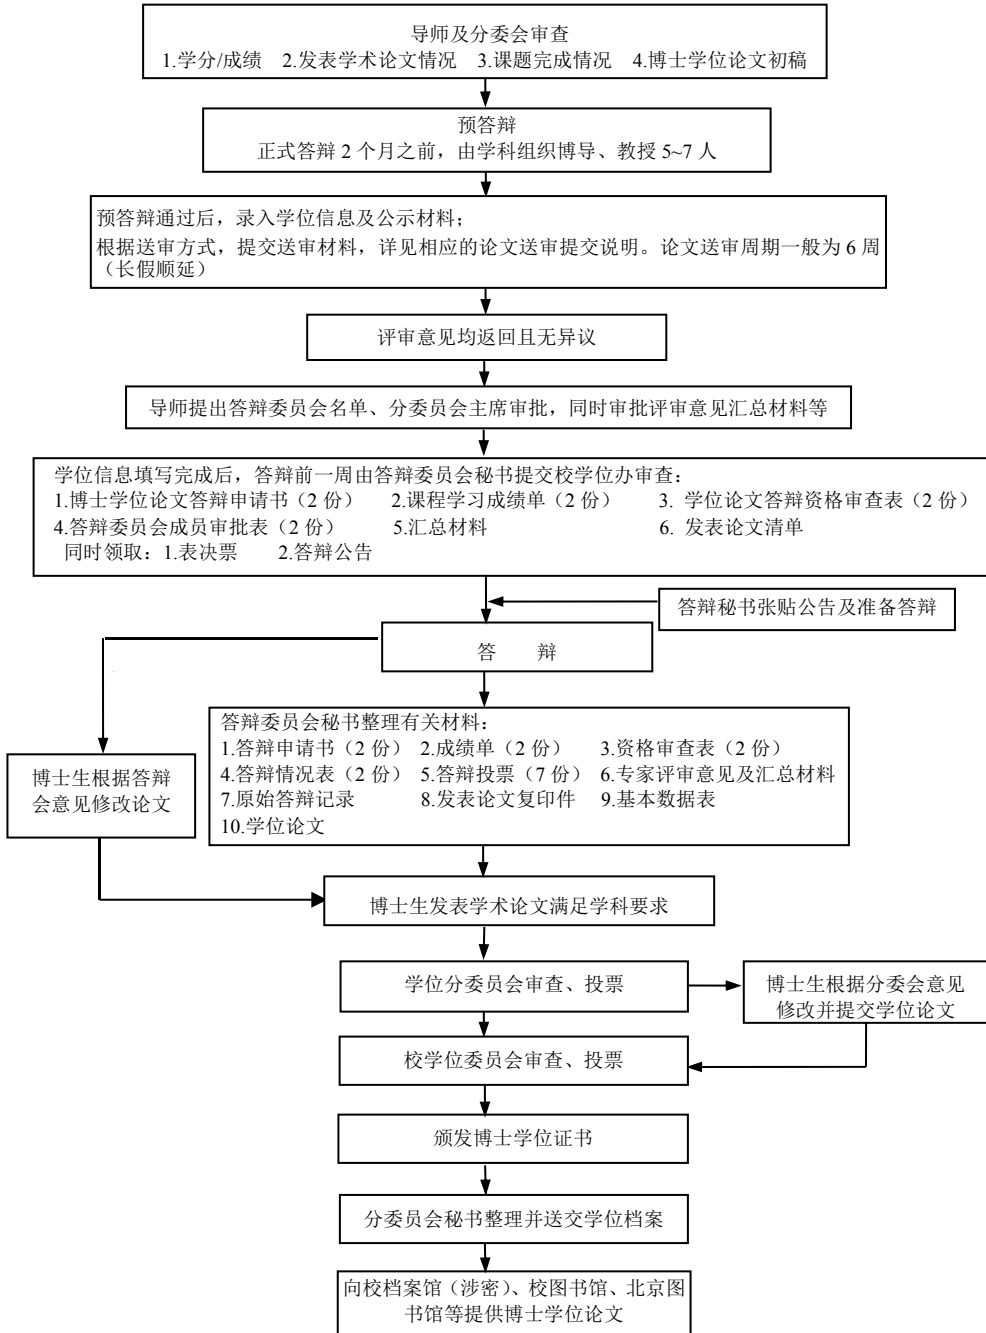 导师及分委会审查
1.学分/成绩 2.发表学术论文情况 3.课题完成情况 4.博士学位论文初稿
预答辩
正式答辩 2 个月之前，由学科组织博导、教授 5~7 人
预答辩通过后，录入学位信息及公示材料；
根据送审方式，提交送审材料，详见相应的论文送审提交说明。论文送审周期一般为 6 周
（长假顺延）
评审意见均返回且无异议
导师提出答辩委员会名单、分委员会主席审批，同时审批评审意见汇总材料等
学位信息填写完成后，答辩前一周由答辩委员会秘书提交校学位办审查：
1.博士学位论文答辩申请书（2 份） 2.课程学习成绩单（2 份） 3. 学位论文答辩资格审查表（2 份）
4.答辩委员会成员审批表（2 份） 5.汇总材料 6. 发表论文清单
同时领取：1.表决票 2.答辩公告
答辩秘书张贴公告及准备答辩
答 辩
答辩委员会秘书整理有关材料：
1.答辩申请书（2 份） 2.成绩单（2 份） 3.资格审查表（2 份）
4.答辩情况表（2 份） 5.答辩投票（7 份） 6.专家评审意见及汇总材料
7.原始答辩记录 8.发表论文复印件 9.基本数据表
10.学位论文
博士生根据答辩
会意见修改论文
博士生发表学术论文满足学科要求
学位分委员会审查、投票
博士生根据分委会意见
修改并提交学位论文
校学位委员会审查、投票
颁发博士学位证书
分委员会秘书整理并送交学位档案
向校档案馆（涉密）、校图书馆、北京图
书馆等提供博士学位论文